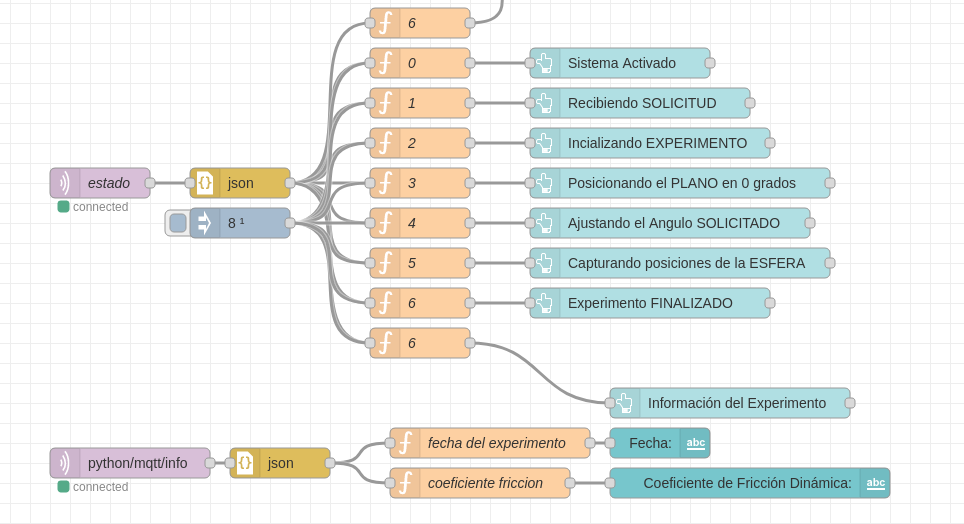 6
0
Sistema Activado
1
Recibiendo SOLICITUD
2
Incializando EXPERIMENTO
estado
json
3
Posicionando el PLANO en 0 grados
connected
8 ¹
4
Ajustando el Angulo SOLICITADO
5
Capturando posiciones de la ESFERA
6
Experimento FINALIZADO
6
Información del Experimento
fecha del experimento
Fecha:
abc
python/mqtt/info
json
connected
coeficiente friccion
Coeficiente de Fricción Dinámica:
abc